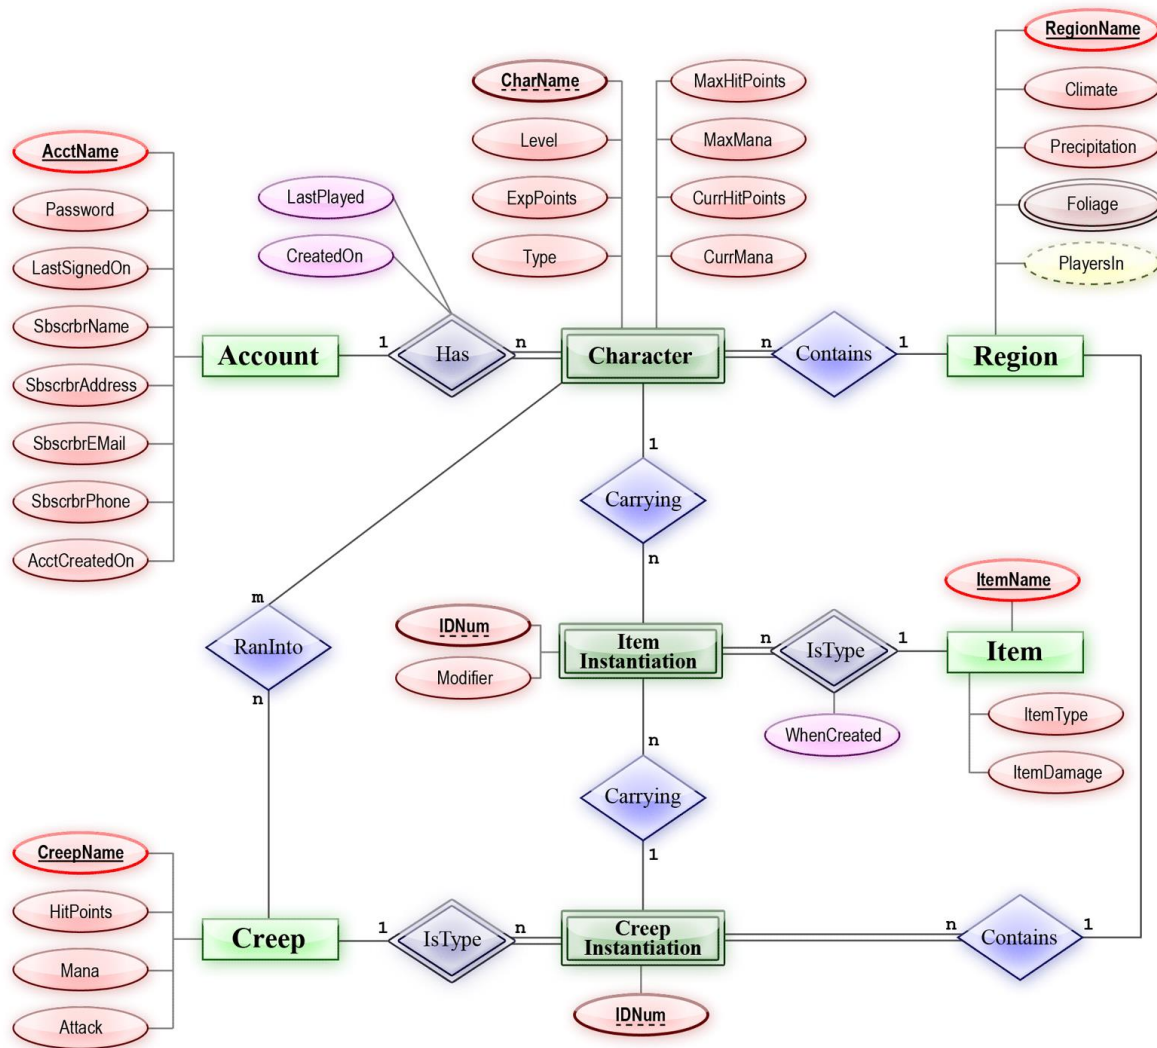 RegionName
CharName
MaxHitPoints
Climate
AcctName
Level
MaxMana
Precipitation
Password
LastPlayed
ExpPoints
CurrHitPoints
Foliage
LastSignedOn
CreatedOn
Type
CurrMana
PlayersIn
SbscrbrName
Account
1
Has
n
Character
n
Contains
1
Region
SbscrbrAddress
SbscrbrEMail
1
SbscrbrPhone
Carrying
AcctCreatedOn
n
ItemName
m
IDNum
RanInto
Item
Instantiation
n
IsType
1
Item
Modifier
n
ItemType
n
WhenCreated
ItemDamage
Carrying
CreepName
1
HitPoints
Creep
1
IsType
n
Creep
Instantiation
n
Contains
1
Mana
IDNum
Attack